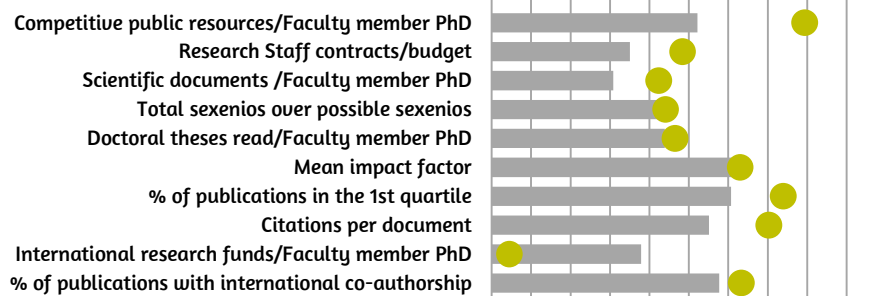 Competitive public resources/Faculty member PhD
Research Staff contracts/budget
Scientific documents /Faculty member PhD
Total sexenios over possible sexenios
Doctoral theses read/Faculty member PhD
Mean impact factor
% of publications in the 1st quartile
Citations per document
International research funds/Faculty member PhD
% of publications with international co-authorship